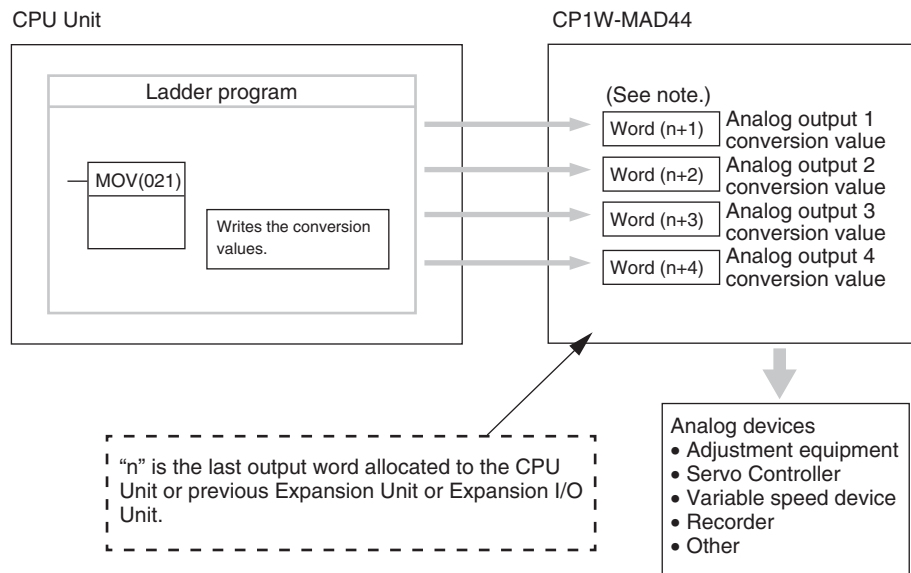 CPU Unit
CP1W-MAD44
Ladder program
MOV(021)
Writes the conversion
values.
(See note.)
Word (n+1)
Analog output 1
conversion value
Word (n+2)
Analog output 2
conversion value
Word (n+3)
Analog output 3
conversion value
Word (n+4)
Analog output 4
conversion value
“n” is the last output word allocated to the CPU
Unit or previous Expansion Unit or Expansion I/O
Unit.
Analog devices
• Adjustment equipment
• Servo Controller
• Variable speed device
• Recorder
• Other